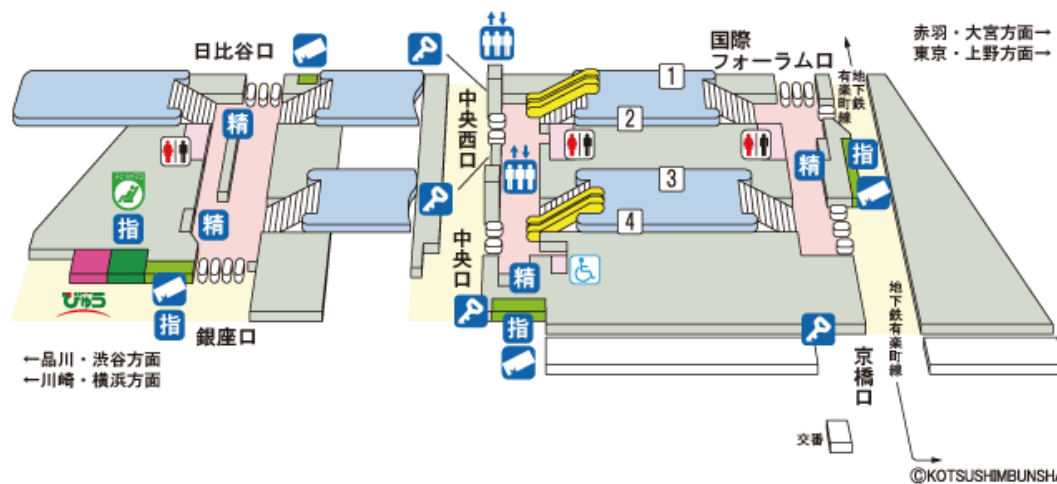 日比谷口
国際
フォーラム口
赤羽・大宮方面→
東京・上野方面→
地下鉄
有楽町線
中央西口
1
2
3
4
精
精
精
精
指
指
指
指
中央口
びゅう
銀座口
←品川・渋谷方面
←川崎・横浜方面
地下鉄有楽町線
京橋口
交番
©KOTSUSHIMBUNSHA